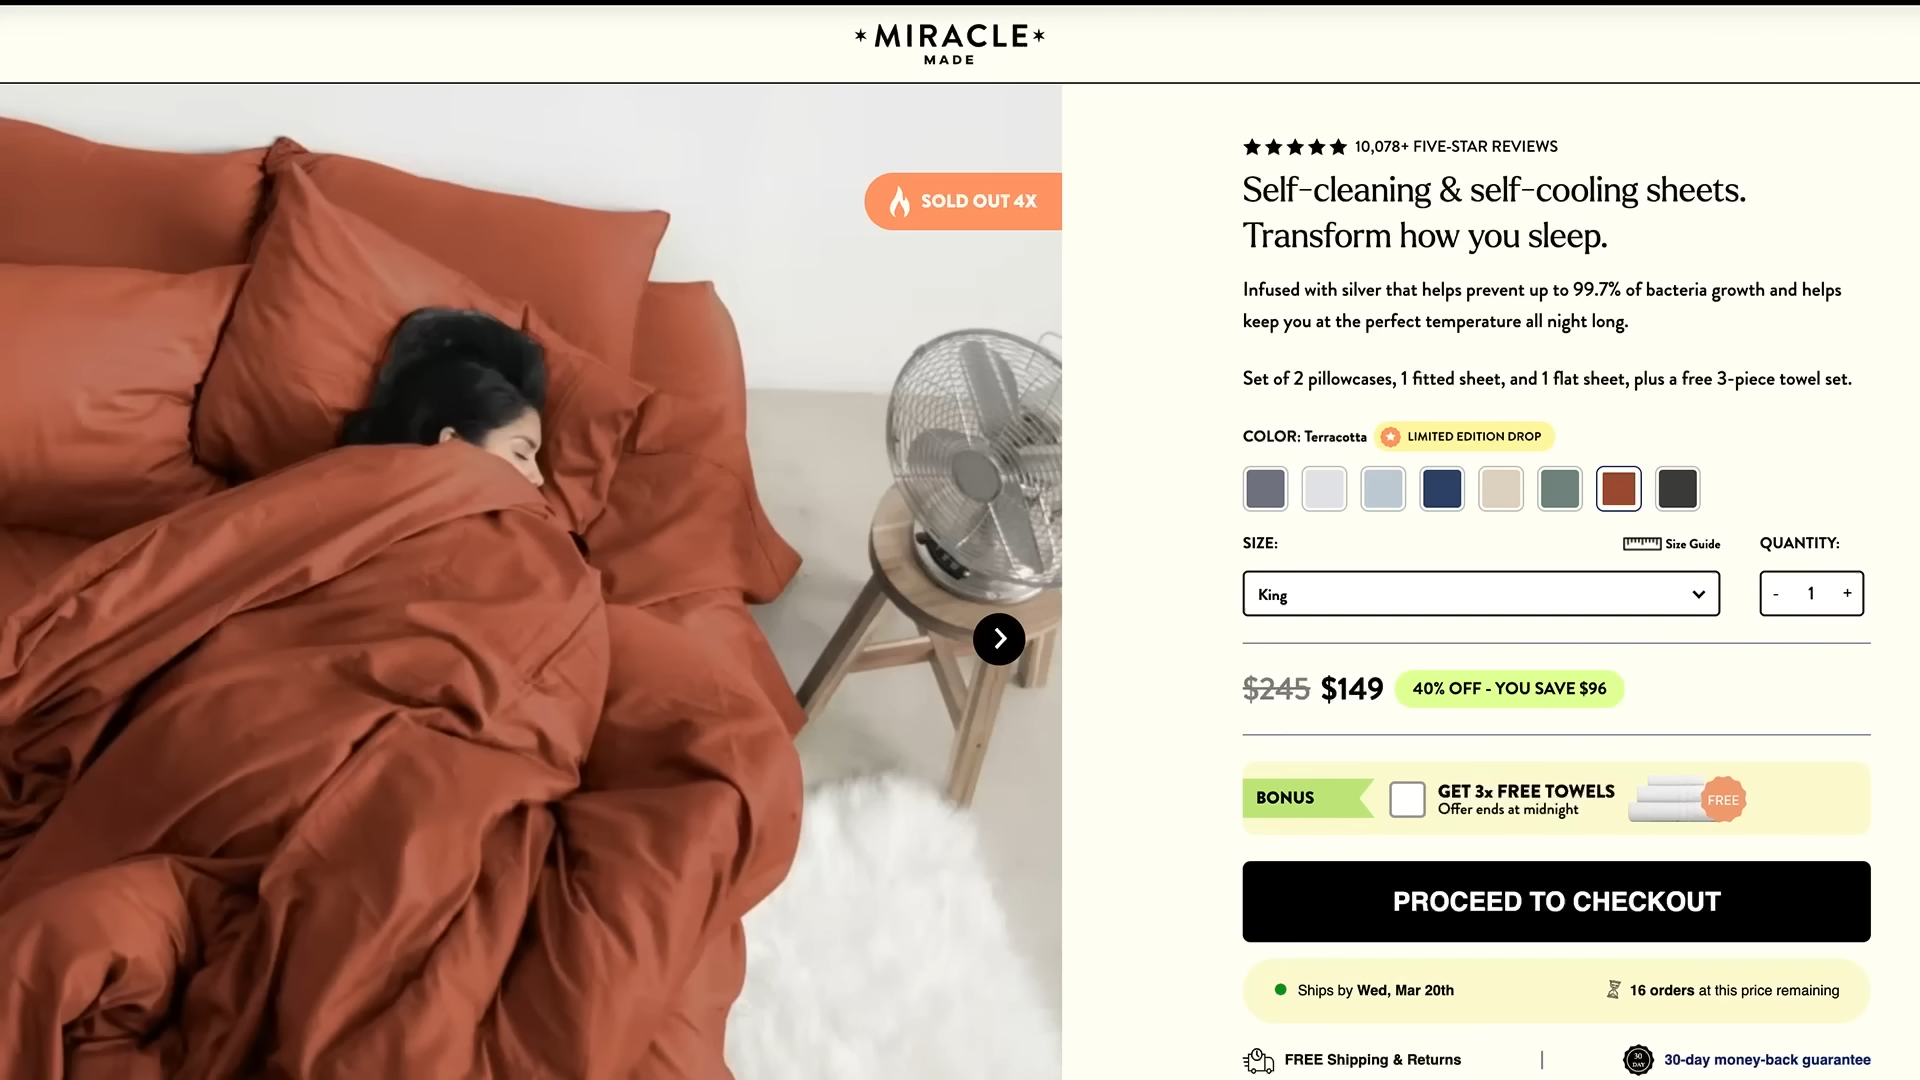 MIRACLE
MADE
SOLD OUT 4X
10,078+ FIVE-STAR REVIEWS
Self-cleaning & self-cooling sheets.
Transform how you sleep.
Infused with silver that helps prevent up to 99.7% of bacteria growth and helps
keep you at the perfect temperature all night long.
Set of 2 pillowcases, 1 fitted sheet, and 1 flat sheet, plus a free 3-piece towel set.
COLOR: Terracotta LIMITED EDITION DROP
SIZE: Size Guide QUANTITY:
King - 1 +
$245 $149 40% OFF - YOU SAVE $96
BONUS GET 3x FREE TOWELS
Offer ends at midnight
FREE
PROCEED TO CHECKOUT
Ships by Wed, Mar 20th 16 orders at this price remaining
FREE Shipping & Returns | 30 DAY 30-day money-back guarantee